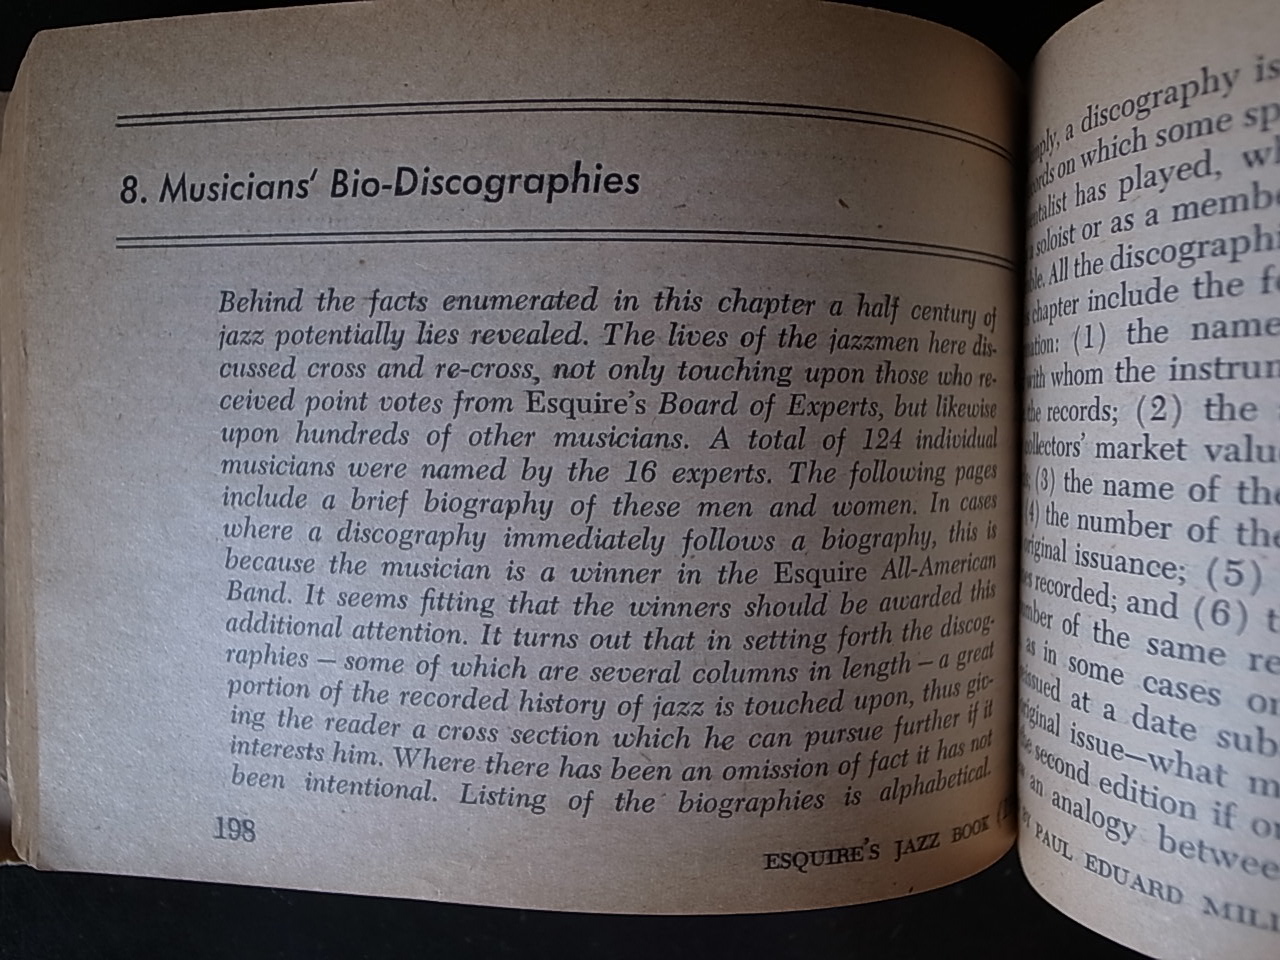 8. Musicians' Bio-Discographies
Behind the facts enumerated in this chapter a half century of
jazz potentially lies revealed. The lives of the jazzmen here dis-
cussed cross and re-cross, not only touching upon those who re-
ceived point votes from Esquire's Board of Experts, but likewise
upon hundreds of other musicians. A total of 124 individual
musicians were named by the 16 experts. The following pages
include a brief biography of these men and women. In cases
where a discography immediately follows a biography, this is
because the musician is a winner in the Esquire All-American
Band. It seems fitting that the winners should be awarded this
additional attention. It turns out that in setting forth the discog-
raphies — some of which are several columns in length — a great
portion of the recorded history of jazz is touched upon, thus giv-
ing the reader a cross section which he can pursue further if it
interests him. Where there has been an omission of fact it has not
been intentional. Listing of the biographies is alphabetical.
198
ESQUIRE'S JAZZ BOOK
a discography is
on which some
has played,
soloist or as a
All the
chapter include the
(1) the name
with whom the
the records; (2) the
collectors' market
(3) the name of the
(4) the number of the
original issuance; (5)
recorded; and (6)
of the same
as in some cases
at a date
original issue—what
second edition if
an analogy
BY PAUL EDUARD